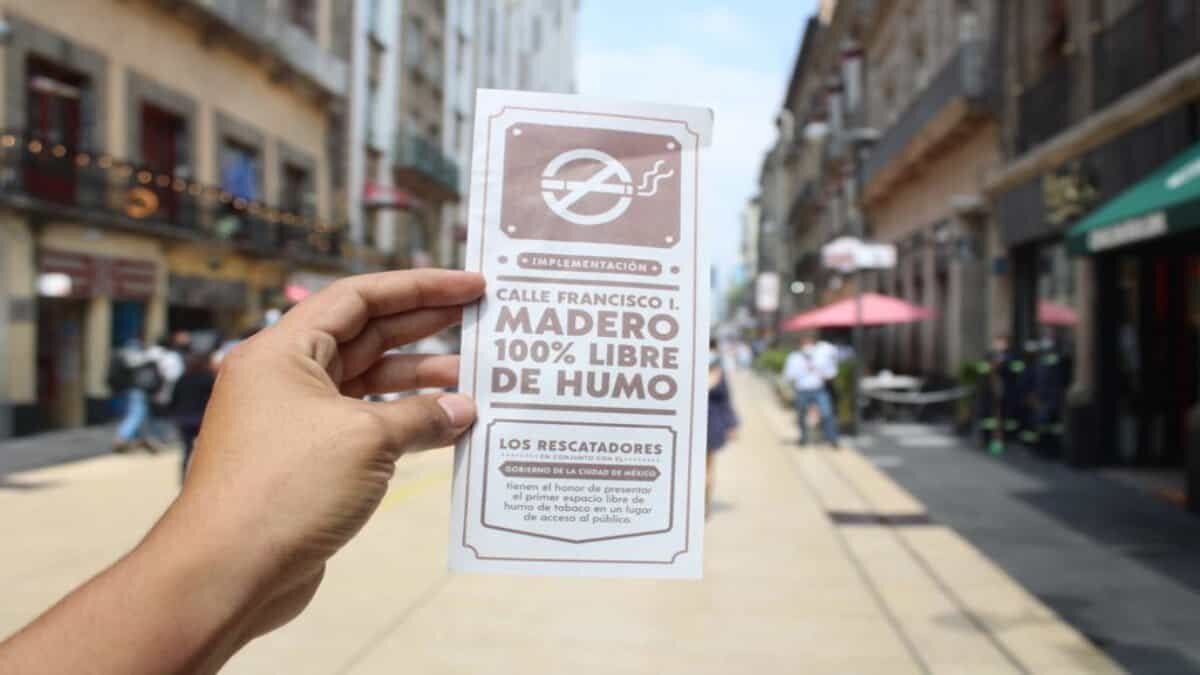 IMPLEMENTACIÓN
CALLE FRANCISCO I.
MADERO
100% LIBRE
DE HUMO
LOS RESCATADORES
EN CONJUNTO CON EL
GOBIERNO DE LA CIUDAD DE MÉXICO
tienen el honor de presentar
el primer espacio libre de
humo de tabaco en un lugar
de acceso al público.